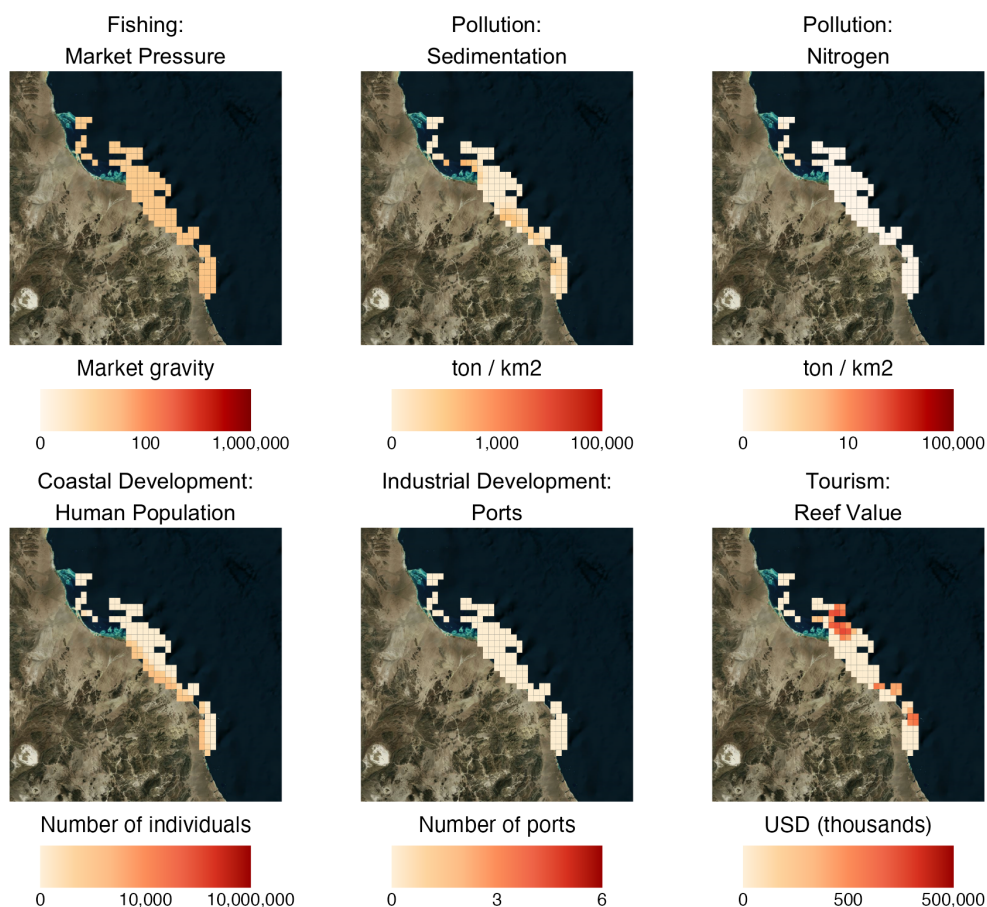 Fishing:
Market Pressure
Pollution:
Sedimentation
Pollution:
Nitrogen
Market gravity
0 100 1,000,000
ton / km2
0 1,000 100,000
ton / km2
0 10 100,000
Coastal Development:
Human Population
Industrial Development:
Ports
Tourism:
Reef Value
Number of individuals
0 10,000 10,000,000
Number of ports
0 3 6
USD (thousands)
0 500 500,000